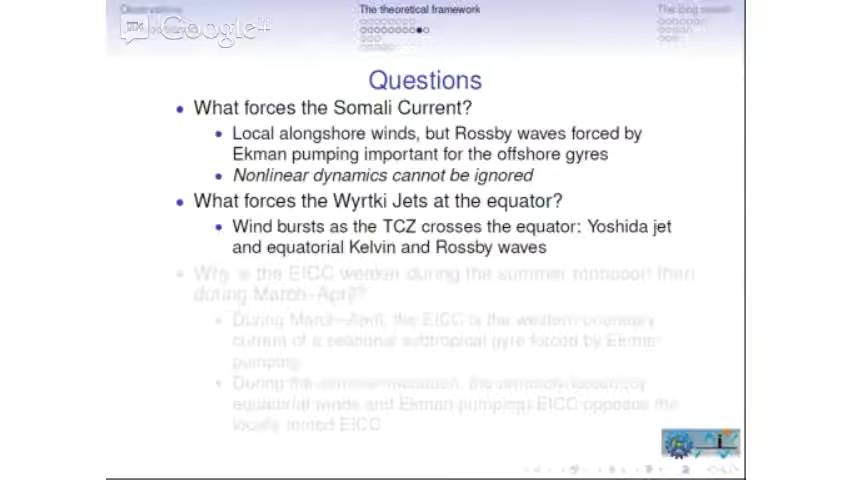 Observations The theoretical framework The long swell
Google+
Questions
What forces the Somali Current?
Local alongshore winds, but Rossby waves forced by
Ekman pumping important for the offshore gyres
Nonlinear dynamics cannot be ignored
What forces the Wyrtki Jets at the equator?
Wind bursts as the TCZ crosses the equator: Yoshida jet
and equatorial Kelvin and Rossby waves
Why is the EICC weaker during the summer monsoon than
during March–April?
During March–April, the EICC is the western boundary
current of a seasonal subtropical gyre forced by Ekman
pumping
During the summer monsoon, the remotely forced (by
equatorial winds and Ekman pumping) EICC opposes the
locally forced EICC